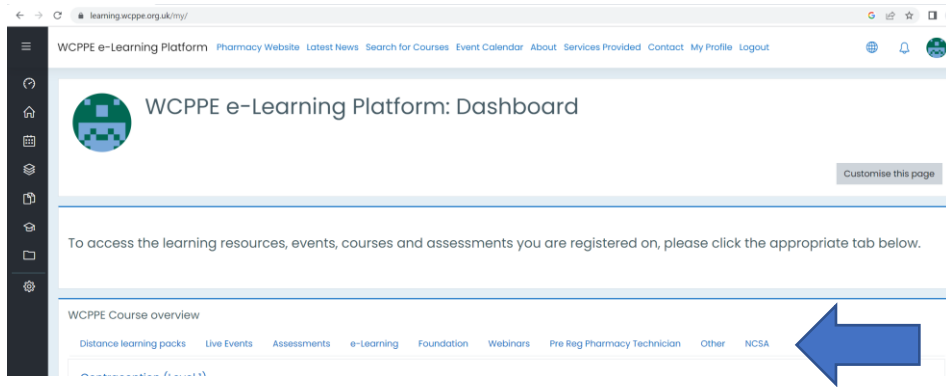 learning.wcppe.org.uk/my/
WCPPE e-Learning Platform Pharmacy Website Latest News Search for Courses Event Calendar About Services Provided Contact My Profile Logout
WCPPE e-Learning Platform: Dashboard
Customise this page
To access the learning resources, events, courses and assessments you are registered on, please click the appropriate tab below.
WCPPE Course overview
Distance learning packs Live Events Assessments e-Learning Foundation Webinars Pre Reg Pharmacy Technician Other NCSA
Contraception (Level 1)